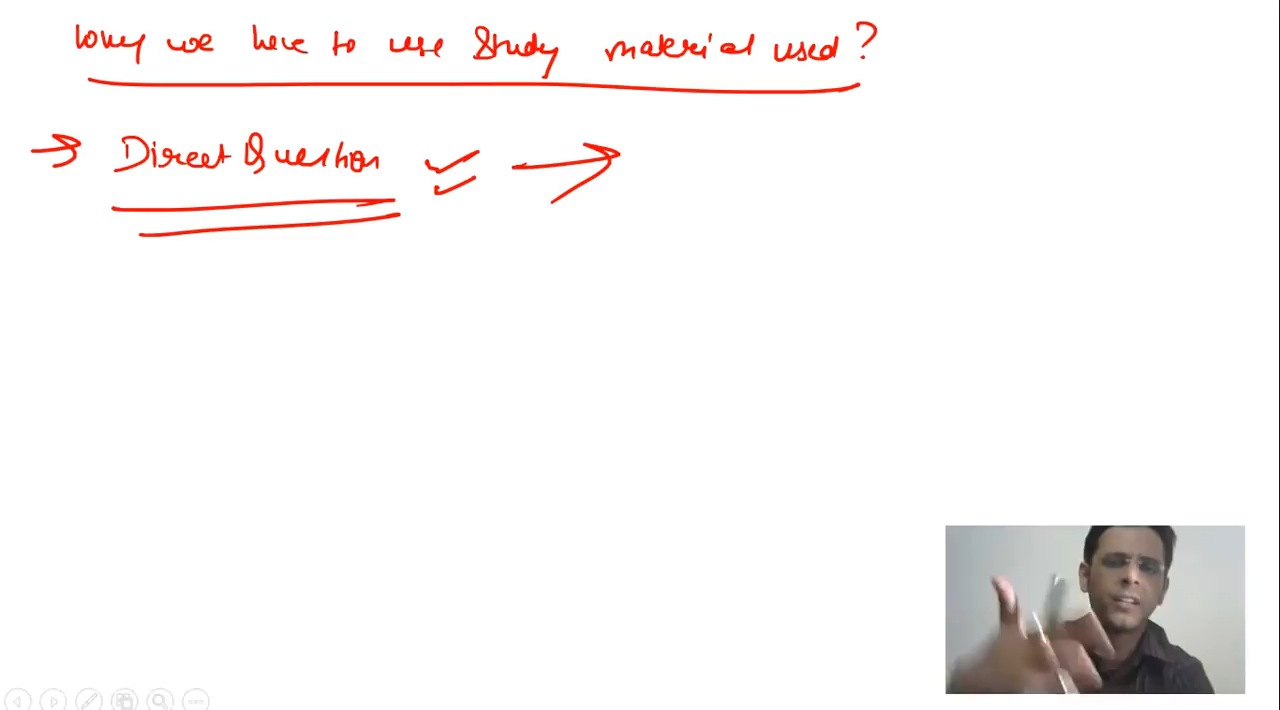 Why we have to use Study material used?
→ Direct Question